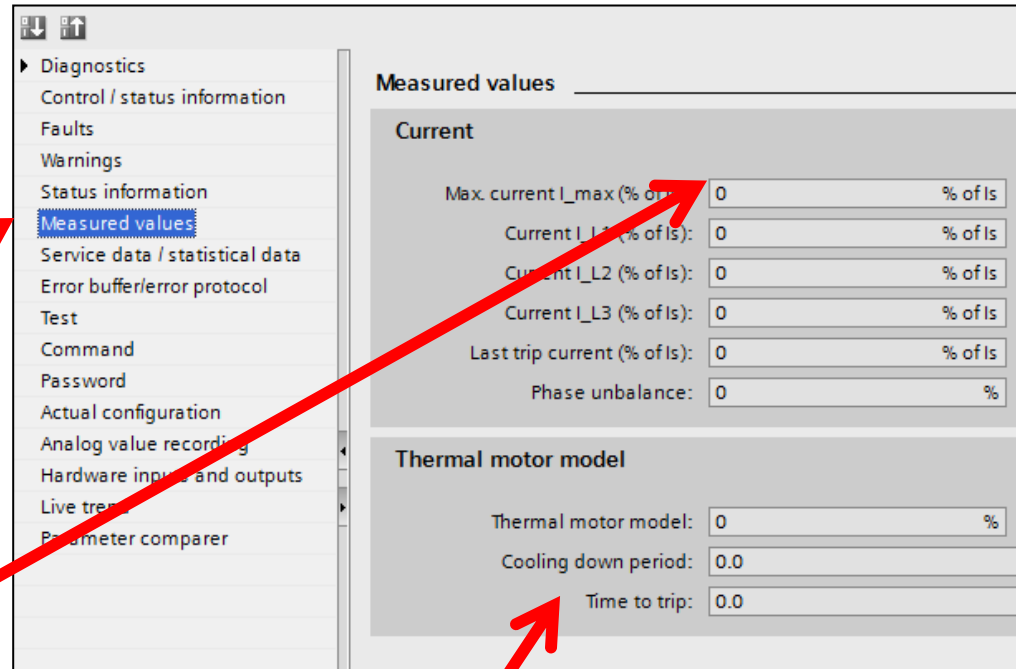 Diagnostics
Control / status information
Faults
Warnings
Status information
Measured values
Service data / statistical data
Error buffer/error protocol
Test
Command
Password
Actual configuration
Analog value recording
Hardware inputs and outputs
Live trend
Parameter comparer
Measured values
Current
Max. current I_max (% of Is): 0 % of Is
Current I_L1 (% of Is): 0 % of Is
Current I_L2 (% of Is): 0 % of Is
Current I_L3 (% of Is): 0 % of Is
Last trip current (% of Is): 0 % of Is
Phase unbalance: 0 %
Thermal motor model
Thermal motor model: 0 %
Cooling down period: 0.0
Time to trip: 0.0